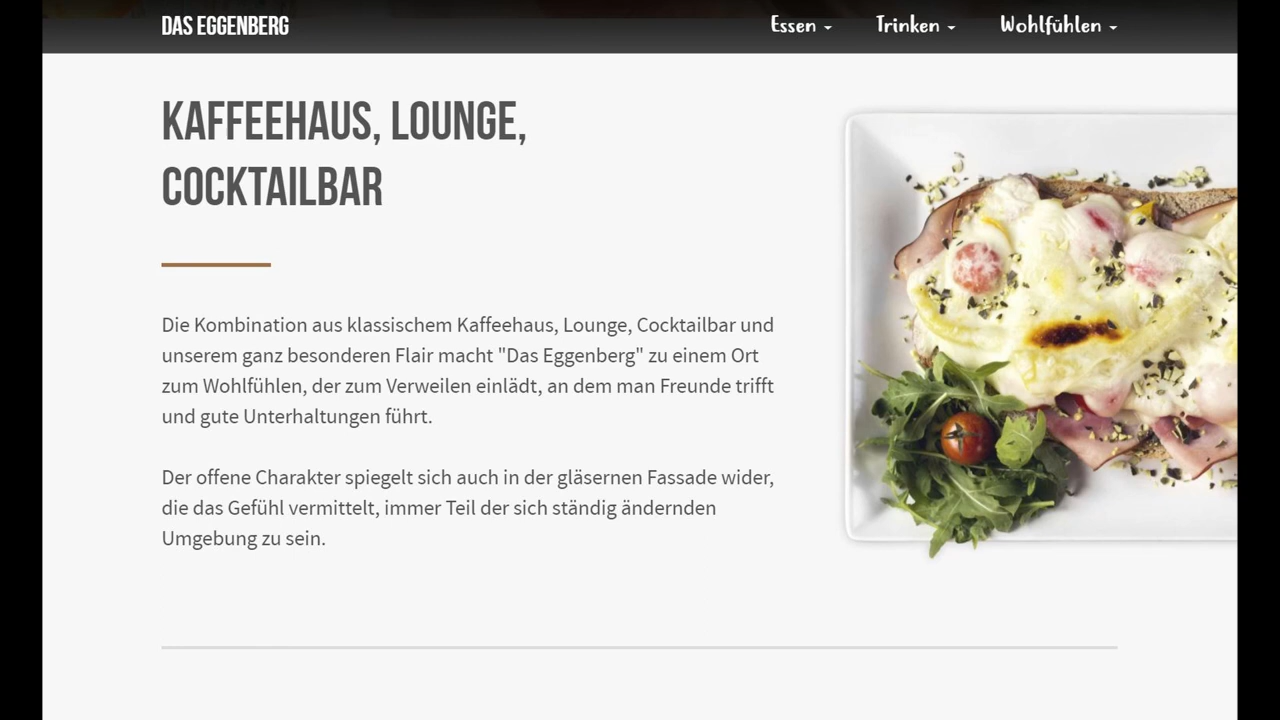 DAS EGGENBERG
Essen
Trinken
Wohlfühlen
KAFFEEHAUS, LOUNGE,
COCKTAILBAR
Die Kombination aus klassischem Kaffeehaus, Lounge, Cocktailbar und
unserem ganz besonderen Flair macht "Das Eggenberg" zu einem Ort
zum Wohlfühlen, der zum Verweilen einlädt, an dem man Freunde trifft
und gute Unterhaltungen führt.
Der offene Charakter spiegelt sich auch in der gläsernen Fassade wider,
die das Gefühl vermittelt, immer Teil der sich ständig ändernden
Umgebung zu sein.